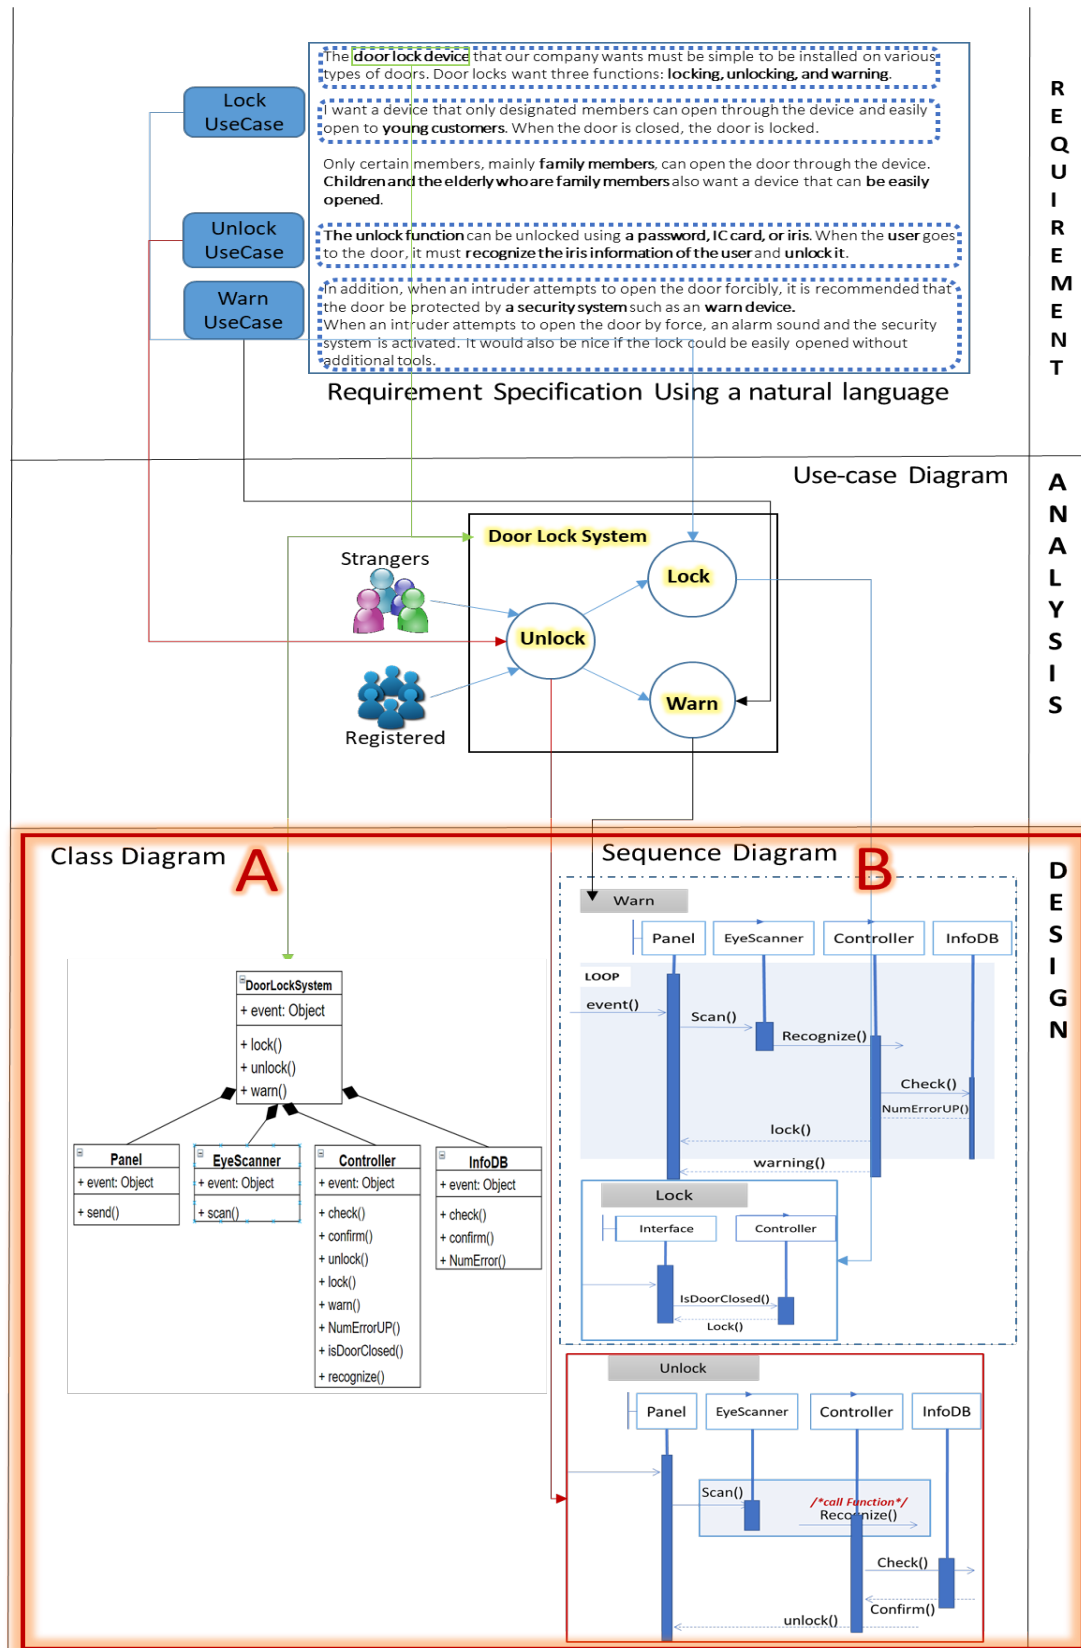 The door lock device that our company wants must be simple to be installed on various
types of doors. Door locks want three functions: locking, unlocking, and warning.
Lock
UseCase
I want a device that only designated members can open through the device and easily
open to young customers. When the door is closed, the door is locked.
Only certain members, mainly family members, can open the door through the device.
Children and the elderly who are family members also want a device that can be easily
opened.
Unlock
UseCase
The unlock function can be unlocked using a password, IC card, or iris. When the user goes
to the door, it must recognize the iris information of the user and unlock it.
Warn
UseCase
In addition, when an intruder attempts to open the door forcibly, it is recommended that
the door be protected by a security system such as an warn device.
When an intruder attempts to open the door by force, an alarm sound and the security
system is activated. It would also be nice if the lock could be easily opened without
additional tools.
Requirement Specification Using a natural language
REQUIREMENT
Use-case Diagram
Door Lock System
Strangers
Lock
Unlock
Warn
Registered
ANALYSIS
Class Diagram
A
DoorLockSystem
+ event: Object
+ lock()
+ unlock()
+ warn()
Panel
+ event: Object
+ send()
EyeScanner
+ event: Object
+ scan()
Controller
+ event: Object
+ check()
+ confirm()
+ unlock()
+ lock()
+ warn()
+ NumErrorUP()
+ isDoorClosed()
+ recognize()
InfoDB
+ event: Object
+ check()
+ confirm()
+ NumError()
Sequence Diagram
B
Warn
Panel
EyeScanner
Controller
InfoDB
LOOP
event()
Scan()
Recognize()
Check()
NumErrorUP()
lock()
warning()
Lock
Interface
Controller
IsDoorClosed()
Lock()
Unlock
Panel
EyeScanner
Controller
InfoDB
Scan()
/*call Function*/
Recognize()
Check()
Confirm()
unlock()
DESIGN